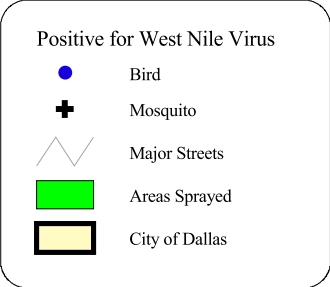 Positive for West Nile Virus
Bird
Mosquito
Major Streets
Areas Sprayed
City of Dallas